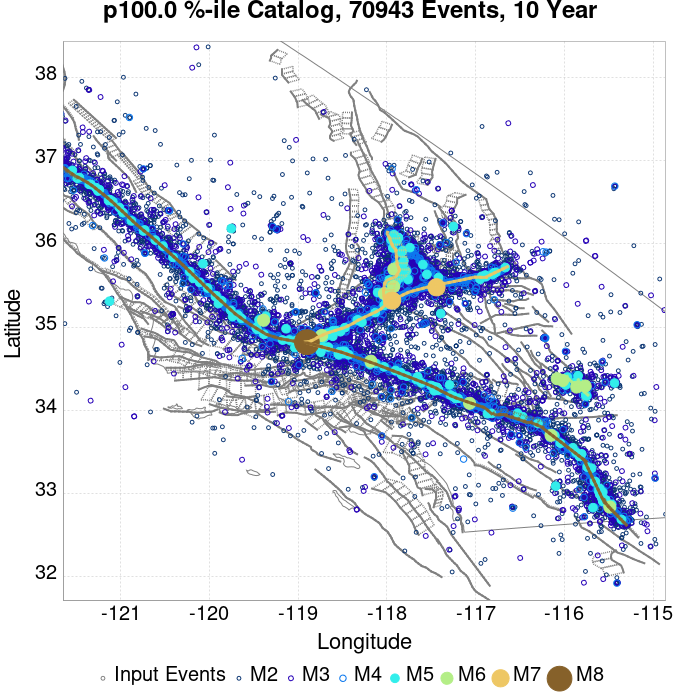 p100.0 %-ile Catalog, 70943 Events, 10 Year
38
37
36
35
34
33
32
Latitude
-121 -120 -119 -118 -117 -116 -115
Longitude
Input Events M2 M3 M4 M5 M6 M7 M8